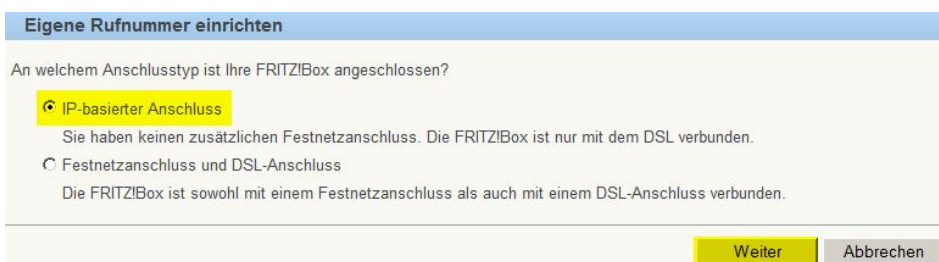 Eigene Rufnummer einrichten
An welchem Anschlusstyp ist Ihre FRITZ!Box angeschlossen?
IP-basierter Anschluss
Sie haben keinen zusätzlichen Festnetzanschluss. Die FRITZ!Box ist nur mit dem DSL verbunden.
Festnetzanschluss und DSL-Anschluss
Die FRITZ!Box ist sowohl mit einem Festnetzanschluss als auch mit einem DSL-Anschluss verbunden.
Weiter Abbrechen